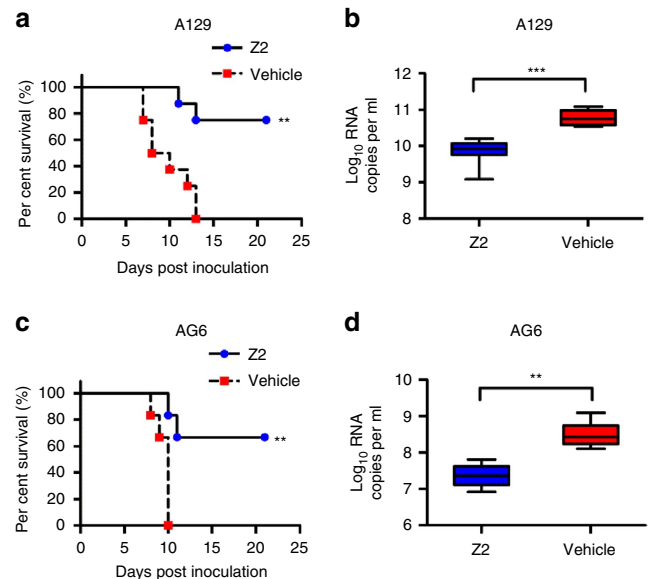 a
A129
Z2
Vehicle
Per cent survival (%)
100
80
60
40
20
0
**
0 5 10 15 20 25
Days post inoculation
b
A129
***
Log10 RNA
copies per ml
12
11
10
9
8
Z2 Vehicle
c
AG6
Z2
Vehicle
Per cent survival (%)
100
80
60
40
20
0
**
0 5 10 15 20 25
Days post inoculation
d
AG6
**
Log10 RNA
copies per ml
10
9
8
7
6
Z2 Vehicle